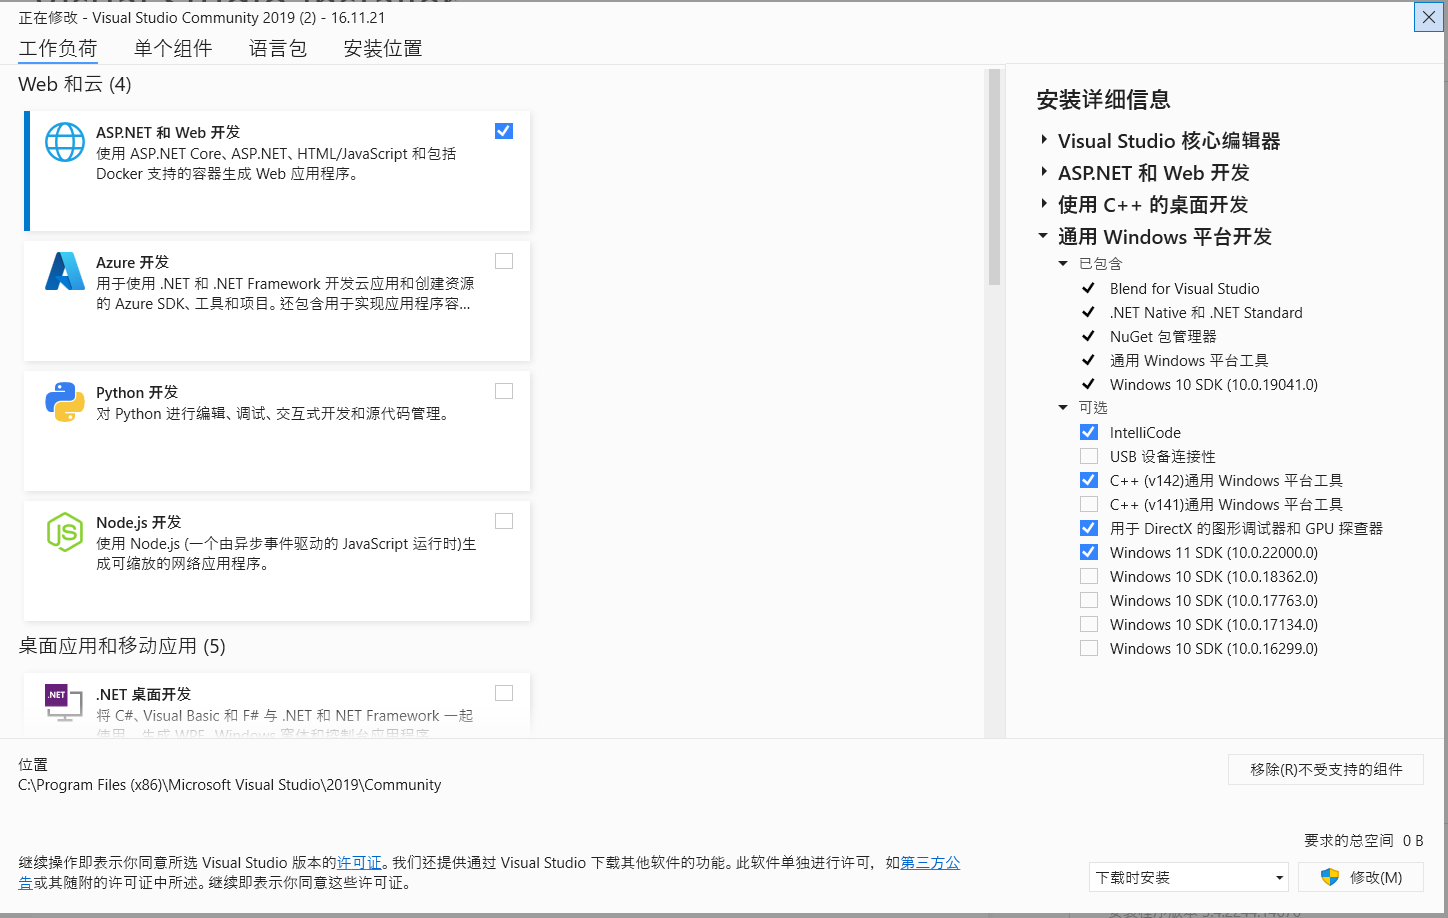 正在修改 - Visual Studio Community 2019 (2) - 16.11.21
工作负荷 单个组件 语言包 安装位置
Web 和云 (4)
ASP.NET 和 Web 开发
使用 ASP.NET Core、ASP.NET、HTML/JavaScript 和包括
Docker 支持的容器生成 Web 应用程序。
Azure 开发
用于使用 .NET 和 .NET Framework 开发云应用和创建资源
的 Azure SDK、工具和项目。还包含用于实现应用程序容...
Python 开发
对 Python 进行编辑、调试、交互式开发和源代码管理。
Node.js 开发
使用 Node.js (一个由异步事件驱动的 JavaScript 运行时)生
成可缩放的网络应用程序。
桌面应用和移动应用 (5)
.NET
.NET 桌面开发
将 C#、Visual Basic 和 F# 与 .NET 和 NET Framework 一起
使用，生成 WPF、Windows 窗体和控制台应用程序
安装详细信息
Visual Studio 核心编辑器
ASP.NET 和 Web 开发
使用 C++ 的桌面开发
通用 Windows 平台开发
已包含
Blend for Visual Studio
.NET Native 和 .NET Standard
NuGet 包管理器
通用 Windows 平台工具
Windows 10 SDK (10.0.19041.0)
可选
IntelliCode
USB 设备连接性
C++ (v142)通用 Windows 平台工具
C++ (v141)通用 Windows 平台工具
用于 DirectX 的图形调试器和 GPU 探查器
Windows 11 SDK (10.0.22000.0)
Windows 10 SDK (10.0.18362.0)
Windows 10 SDK (10.0.17763.0)
Windows 10 SDK (10.0.17134.0)
Windows 10 SDK (10.0.16299.0)
位置
C:\Program Files (x86)\Microsoft Visual Studio\2019\Community
移除(R)不受支持的组件
要求的总空间 0 B
继续操作即表示你同意所选 Visual Studio 版本的许可证。我们还提供通过 Visual Studio 下载其他软件的功能。此软件单独进行许可，如第三方公
告或其随附的许可证中所述。继续即表示你同意这些许可证。
下载时安装
修改(M)